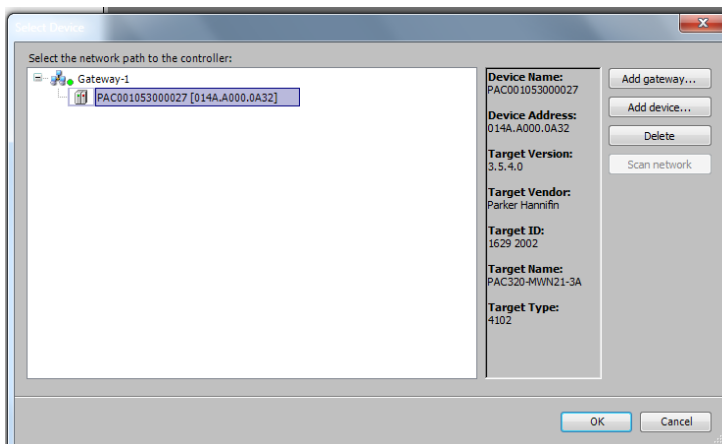 Select Device
Select the network path to the controller:
Gateway-1
PAC001053000027 [014A.A000.0A32]
Device Name:
PAC001053000027
Device Address:
014A.A000.0A32
Target Version:
3.5.4.0
Target Vendor:
Parker Hannifin
Target ID:
1629 2002
Target Name:
PAC320-MWN21-3A
Target Type:
4102
Add gateway...
Add device...
Delete
Scan network
OK
Cancel